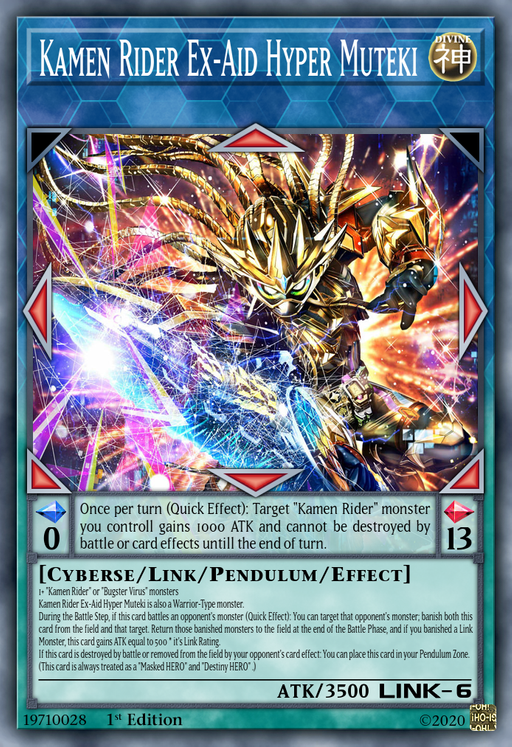 KAMEN RIDER EX-AID HYPER MUTEKI
DIVINE
神
Once per turn (Quick Effect): Target "Kamen Rider" monster
you controll gains 1000 ATK and cannot be destroyed by
battle or card effects untill the end of turn.
0
13
[CYBERSE/LINK/PENDULUM/EFFECT]
1+ "Kamen Rider" or "Bugster Virus" monsters
Kamen Rider Ex-Aid Hyper Muteki is also a Warrior-Type monster.
During the Battle Step, if this card battles an opponent's monster (Quick Effect): You can target that opponent's monster; banish both this
card from the field and that target. Return those banished monsters to the field at the end of the Battle Phase, and if you banished a Link
Monster, this card gains ATK equal to 500 * it's Link Rating.
If this card is destroyed by battle or removed from the field by your opponent's card effect: You can place this card in your Pendulum Zone.
(This card is always treated as a "Masked HERO" and "Destiny HERO" .)
ATK/3500 LINK-6
19710028 1st Edition ©2020